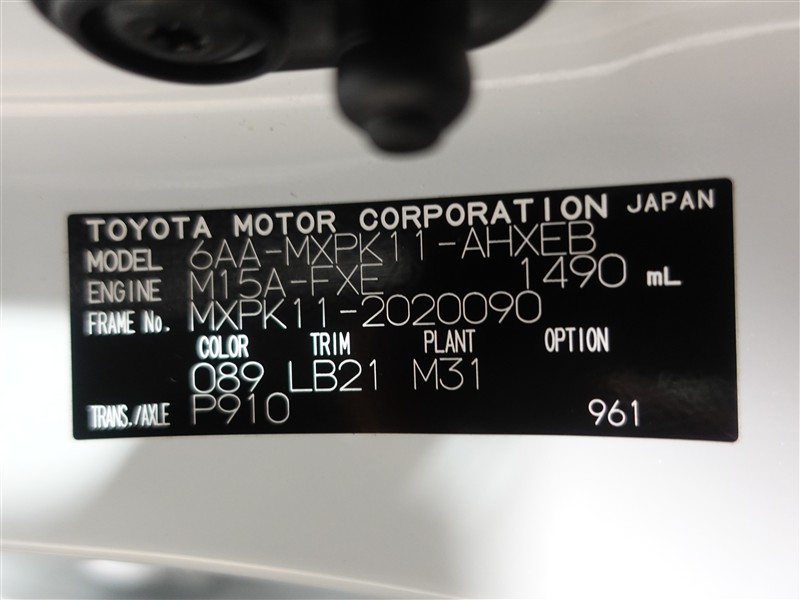 TOYOTA MOTOR CORPORATION JAPAN
MODEL 6AA-MXPK11-AHXEB
ENGINE M15A-FXE 1490 mL
FRAME No. MXPK11-2020090
COLOR TRIM PLANT OPTION
089 LB21 M31
TRANS./AXLE P910 961